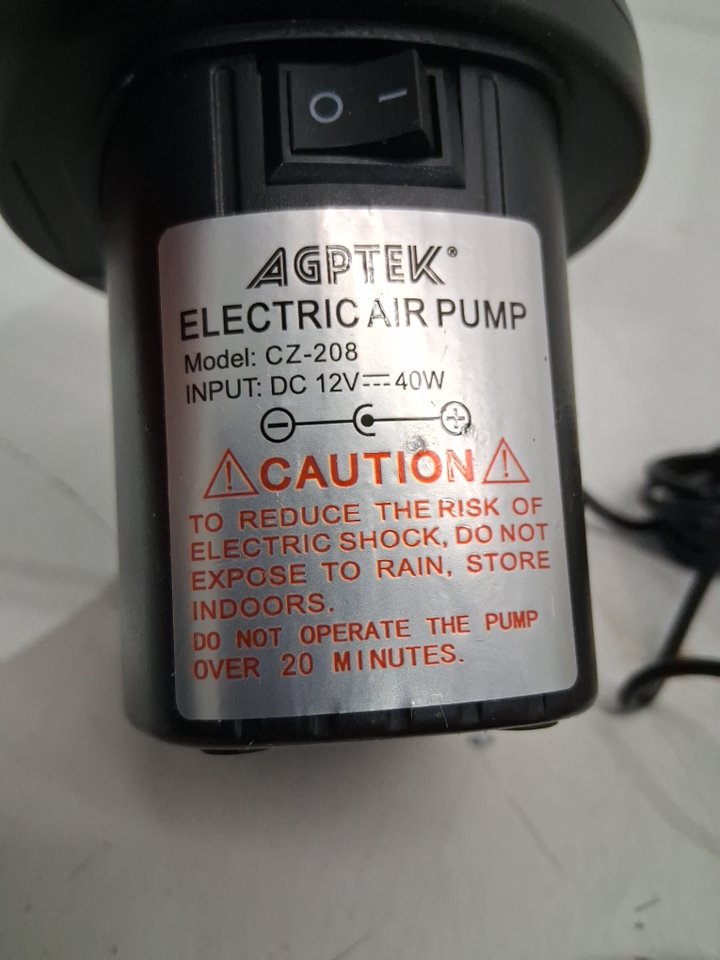 AGPTEK®
ELECTRIC AIR PUMP
Model: CZ-208
INPUT: DC 12V⎓40W
CAUTION
TO REDUCE THE RISK OF
ELECTRIC SHOCK, DO NOT
EXPOSE TO RAIN, STORE
INDOORS.
DO NOT OPERATE THE PUMP
OVER 20 MINUTES.